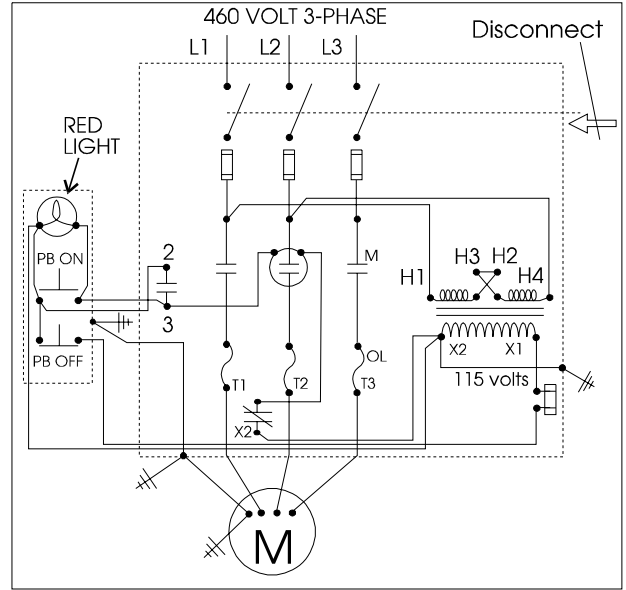 460 VOLT 3-PHASE
Disconnect
L1 L2 L3
RED
LIGHT
PB ON
2
M
H1 H3 H2 H4
3
PB OFF
X2 X1
OL
115 volts
T1 T2 T3
X2
M